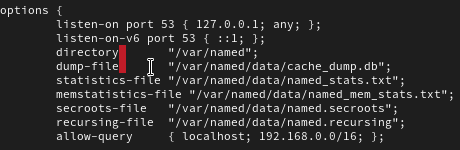 options {
listen-on port 53 { 127.0.0.1; any; };
listen-on-v6 port 53 { ::1; };
directory "/var/named";
dump-file "/var/named/data/cache_dump.db";
statistics-file "/var/named/data/named_stats.txt";
memstatistics-file "/var/named/data/named_mem_stats.txt";
secroots-file "/var/named/data/named.secroots";
recursing-file "/var/named/data/named.recursing";
allow-query { localhost; 192.168.0.0/16; };